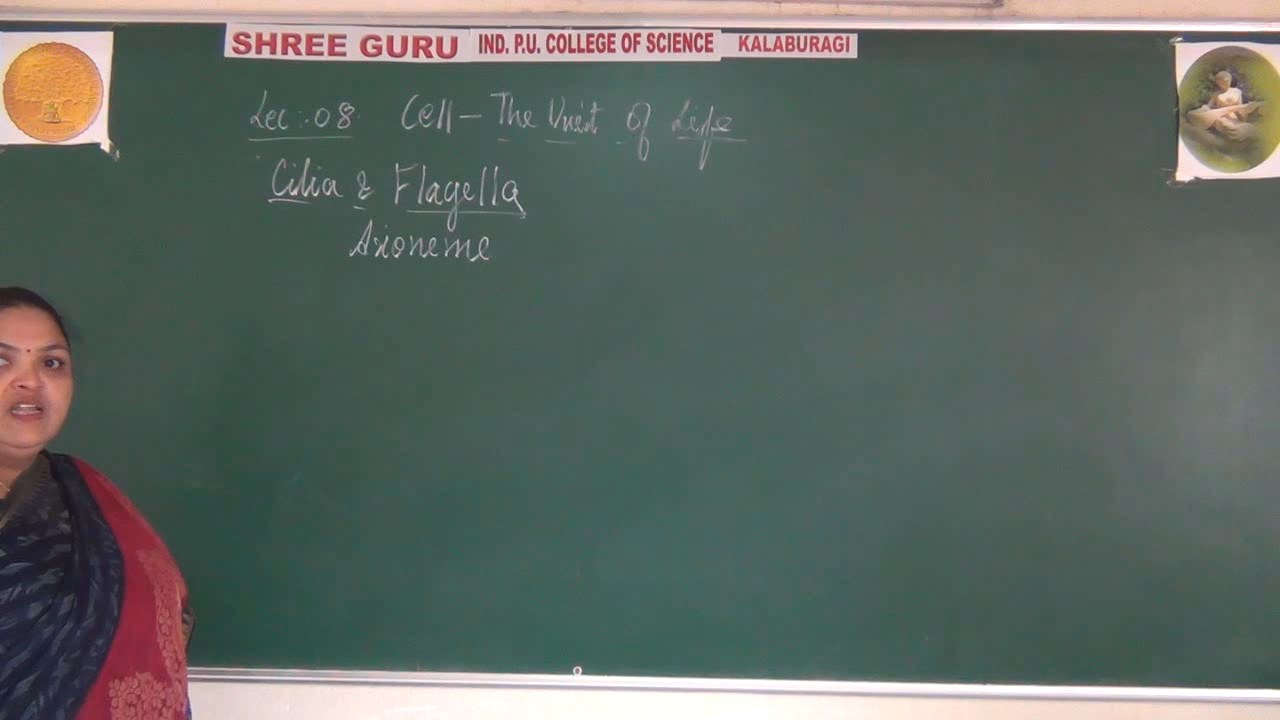 SHREE GURU IND. P.U. COLLEGE OF SCIENCE KALABURAGI
Lec:-08 Cell - The Unit of Life
Cilia & Flagella
Axoneme